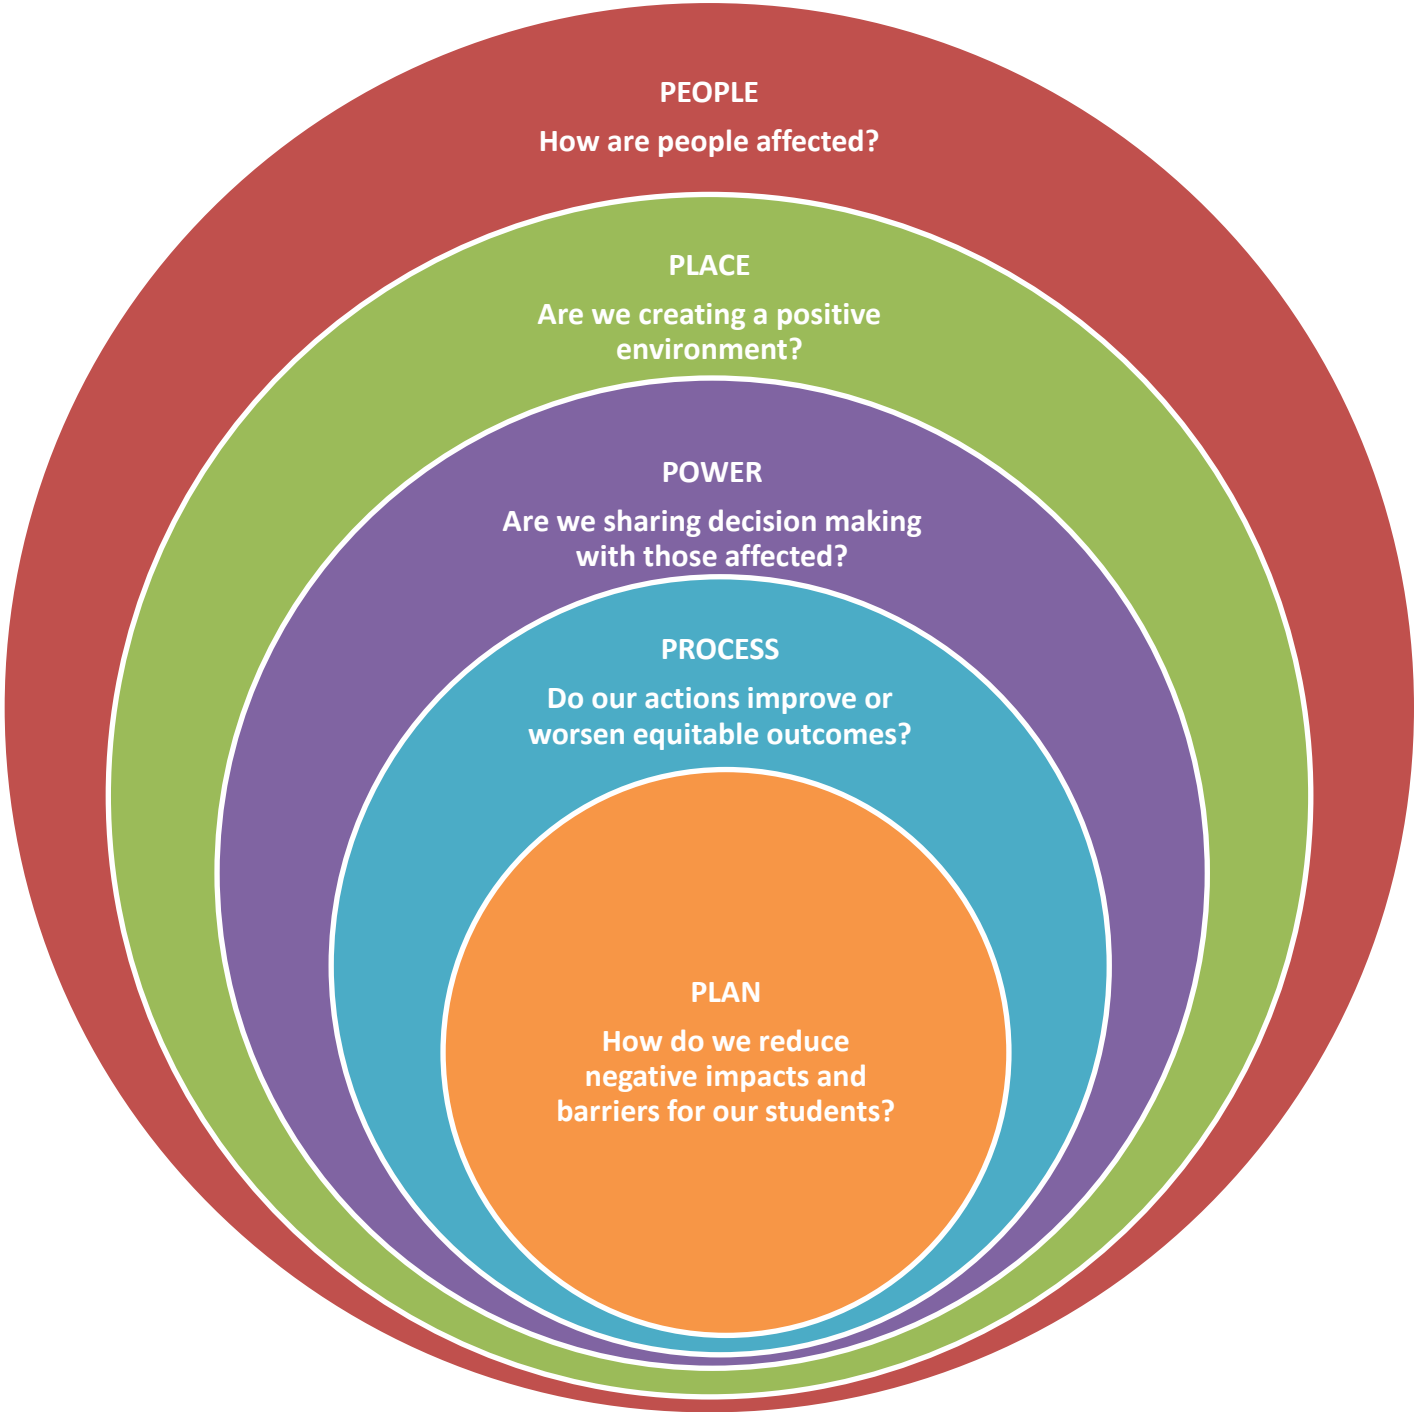 PEOPLE
How are people affected?
PLACE
Are we creating a positive
environment?
POWER
Are we sharing decision making
with those affected?
PROCESS
Do our actions improve or
worsen equitable outcomes?
PLAN
How do we reduce
negative impacts and
barriers for our students?